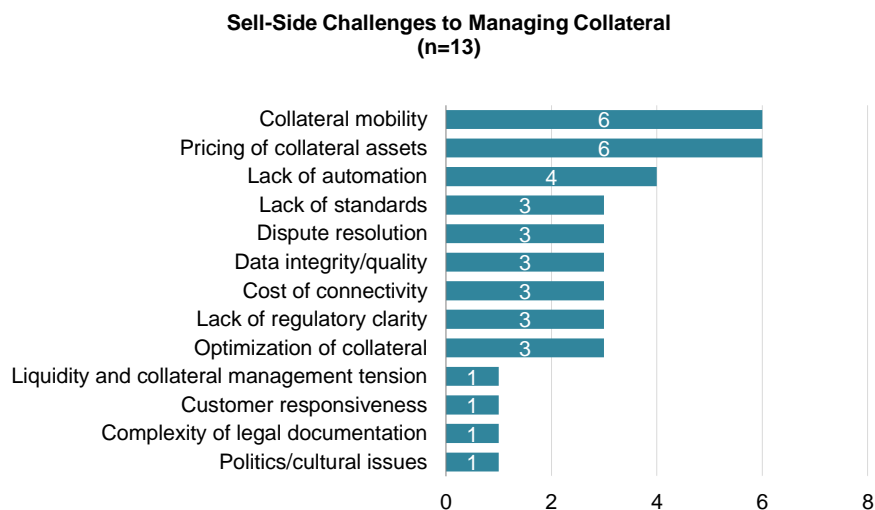 Sell-Side Challenges to Managing Collateral
(n=13)
Collateral mobility 6
Pricing of collateral assets 6
Lack of automation 4
Lack of standards 3
Dispute resolution 3
Data integrity/quality 3
Cost of connectivity 3
Lack of regulatory clarity 3
Optimization of collateral 3
Liquidity and collateral management tension 1
Customer responsiveness 1
Complexity of legal documentation 1
Politics/cultural issues 1
0 2 4 6 8